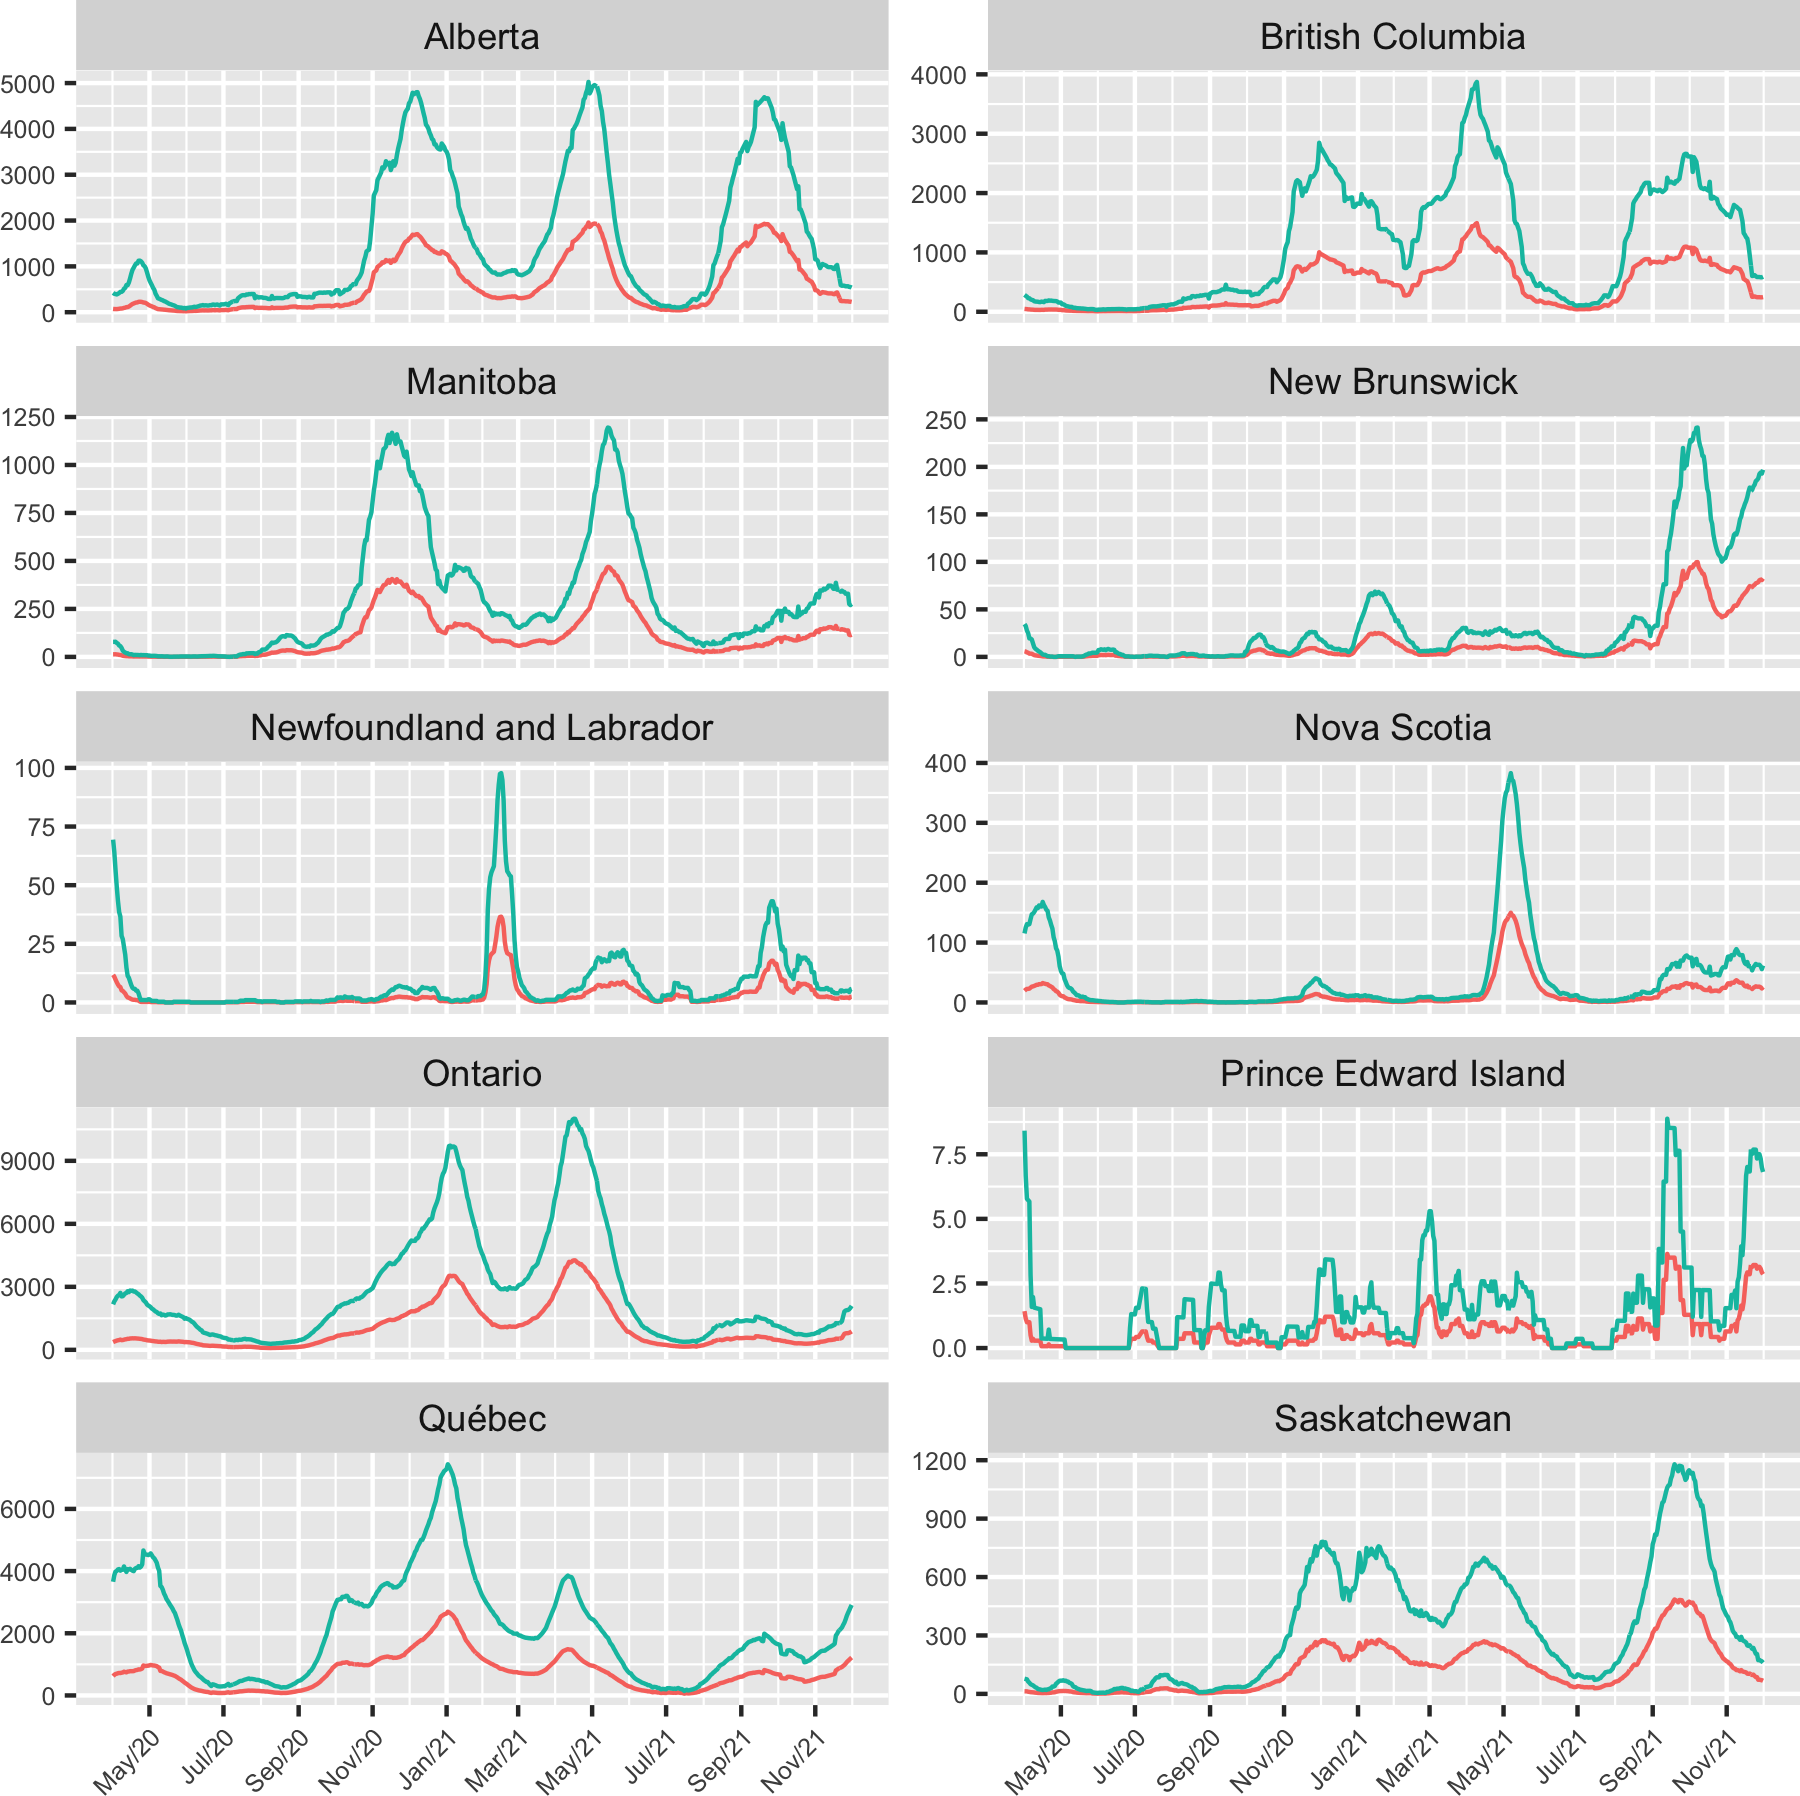 Alberta
British Columbia
5000
4000
3000
2000
1000
0
4000
3000
2000
1000
0
Manitoba
New Brunswick
1250
1000
750
500
250
0
250
200
150
100
50
0
Newfoundland and Labrador
Nova Scotia
100
75
50
25
0
400
300
200
100
0
Ontario
Prince Edward Island
9000
6000
3000
0
7.5
5.0
2.5
0.0
Québec
Saskatchewan
6000
4000
2000
0
1200
900
600
300
0
May/20
Jul/20
Sep/20
Nov/20
Jan/21
Mar/21
May/21
Jul/21
Sep/21
Nov/21
May/20
Jul/20
Sep/20
Nov/20
Jan/21
Mar/21
May/21
Jul/21
Sep/21
Nov/21